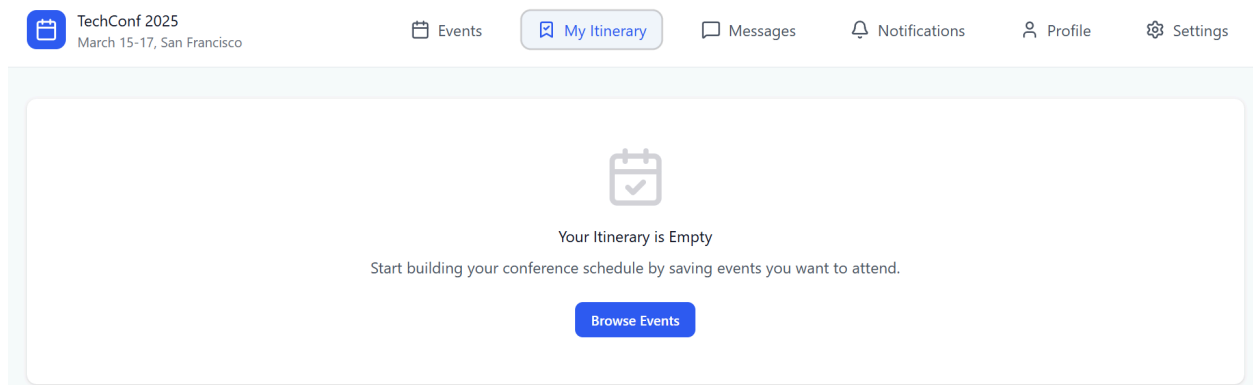 TechConf 2025
March 15-17, San Francisco
Events
My Itinerary
Messages
Notifications
Profile
Settings
Your Itinerary is Empty
Start building your conference schedule by saving events you want to attend.
Browse Events